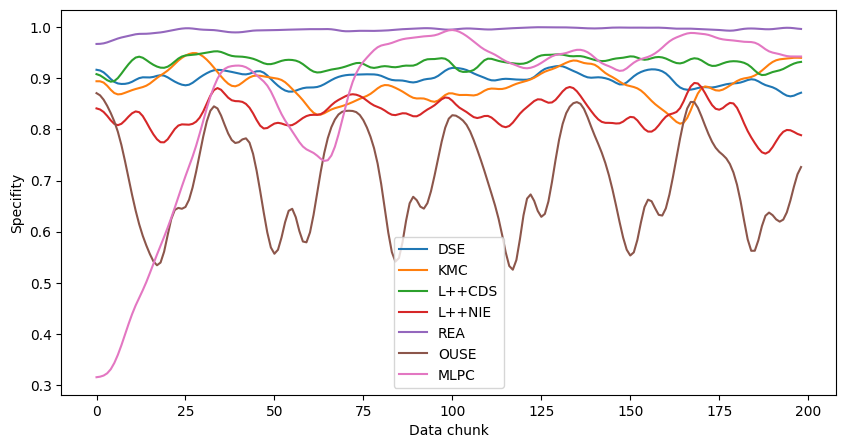 1.0
0.9
0.8
0.7
0.6
0.5
0.4
0.3
Specifity
DSE
KMC
L++CDS
L++NIE
REA
OUSE
MLPC
0 25 50 75 100 125 150 175 200
Data chunk